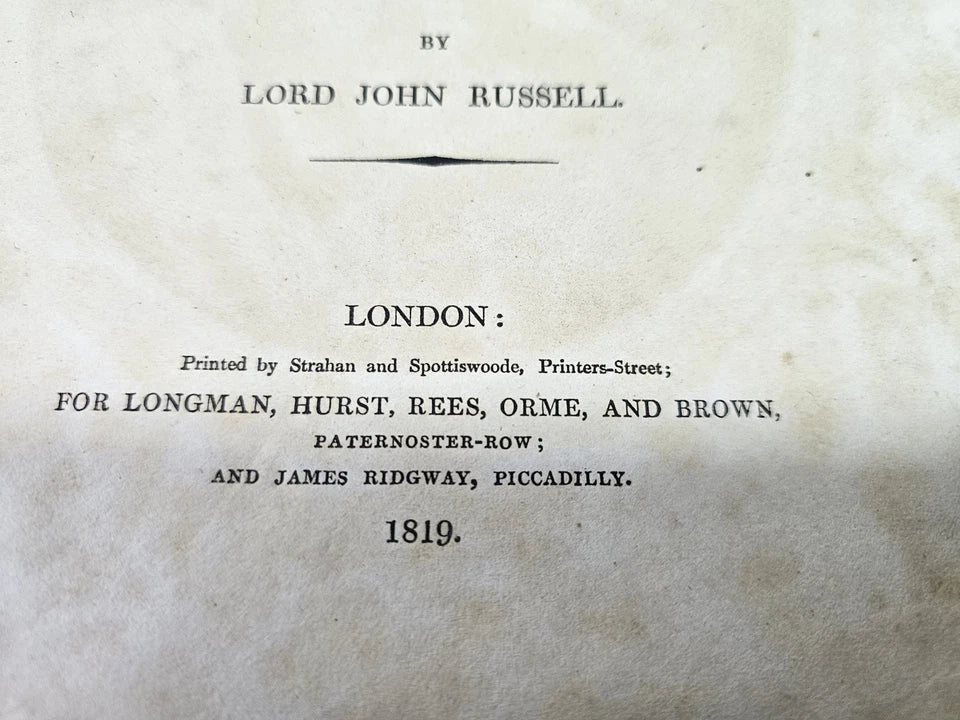 BY
LORD JOHN RUSSELL.
LONDON:
Printed by Strahan and Spottiswoode, Printers-Street;
FOR LONGMAN, HURST, REES, ORME, AND BROWN,
PATERNOSTER-ROW;
AND JAMES RIDGWAY, PICCADILLY.
1819.